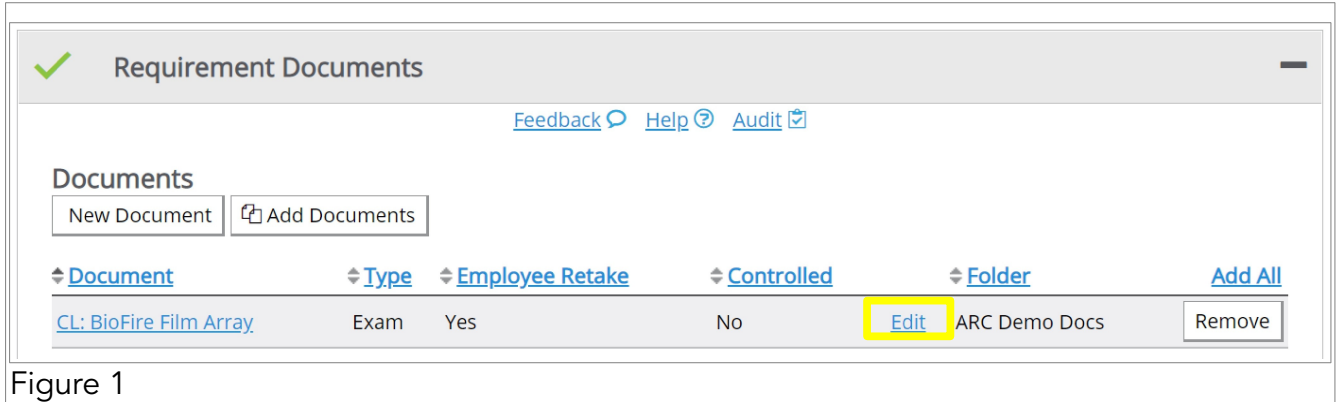 Requirement Documents
Feedback Help Audit
Documents
New Document Add Documents
Document Type Employee Retake Controlled Folder Add All
CL: BioFire Film Array Exam Yes No Edit ARC Demo Docs Remove
Figure 1